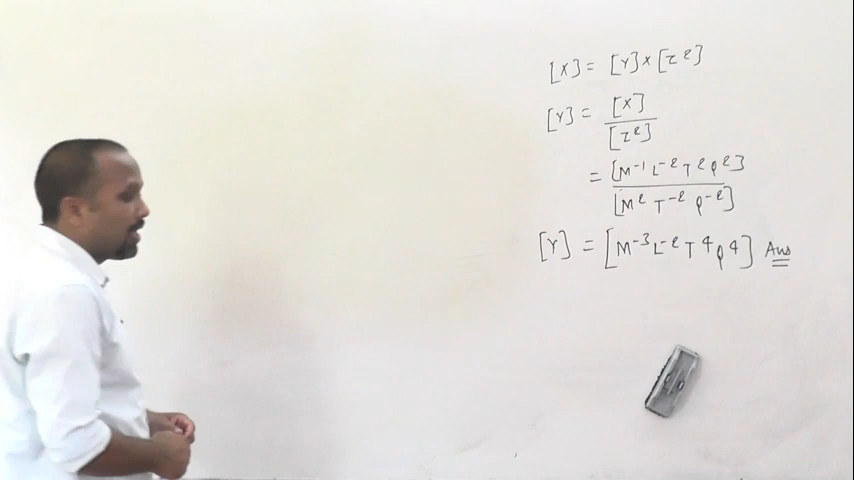 [X] = [Y] × [Z²]
[Y] = [X] / [Z²]
= [M⁻¹ L⁻² T² Q²] / [M² T⁻² Q⁻²]
[Y] = [M⁻³ L⁻² T⁴ Q⁴] Ans